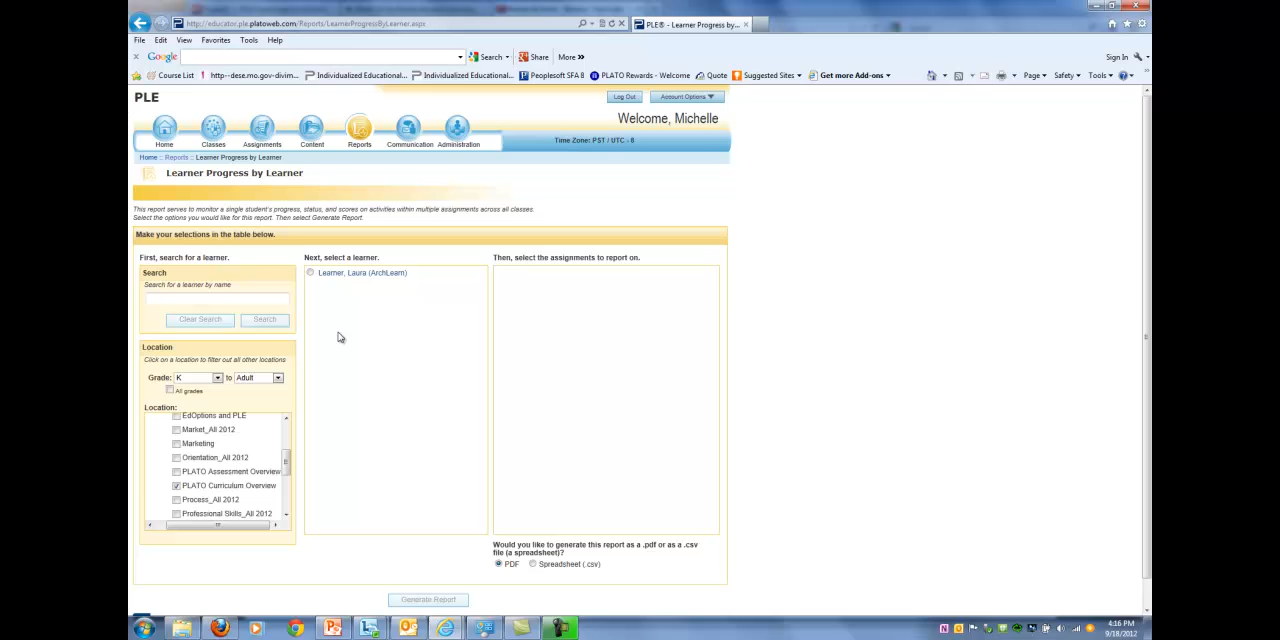 http://educator.ple.platoweb.com/Reports/LearnerProgressByLearner.aspx
PLE® - Learner Progress by...
File Edit View Favorites Tools Help
Google Search Share More »
Sign In
Course List http--dese.mo.gov-divim... Individualized Educational... Individualized Educational... Peoplesoft SFA 8 PLATO Rewards - Welcome Quote Suggested Sites Get more Add-ons
Page Safety Tools
PLE
Log Out Account Options
Welcome, Michelle
Home Classes Assignments Content Reports Communication Administration
Time Zone: PST / UTC - 8
Home :: Reports :: Learner Progress by Learner
Learner Progress by Learner
This report serves to monitor a single student's progress, status, and scores on activities within multiple assignments across all classes.
Select the options you would like for this report. Then select Generate Report.
Make your selections in the table below.
First, search for a learner.
Search
Search for a learner by name
Clear Search Search
Location
Click on a location to filter out all other locations
Grade: K to Adult
All grades
Location:
EdOptions and PLE
Market_All 2012
Marketing
Orientation_All 2012
PLATO Assessment Overview
PLATO Curriculum Overview
Process_All 2012
Professional Skills_All 2012
Next, select a learner.
Learner, Laura (ArchLearn)
Then, select the assignments to report on.
Would you like to generate this report as a .pdf or as a .csv
file (a spreadsheet)?
PDF Spreadsheet (.csv)
Generate Report
4:16 PM
9/18/2012